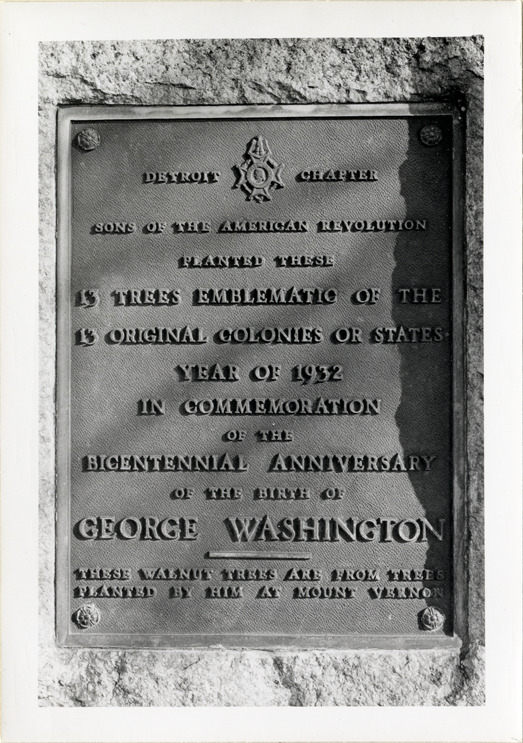 DETROIT CHAPTER
SONS OF THE AMERICAN REVOLUTION
PLANTED THESE
13 TREES EMBLEMATIC OF THE
13 ORIGINAL COLONIES OR STATES
YEAR OF 1932
IN COMMEMORATION
OF THE
BICENTENNIAL ANNIVERSARY
OF THE BIRTH OF
GEORGE WASHINGTON
THESE WALNUT TREES ARE FROM TREES
PLANTED BY HIM AT MOUNT VERNON